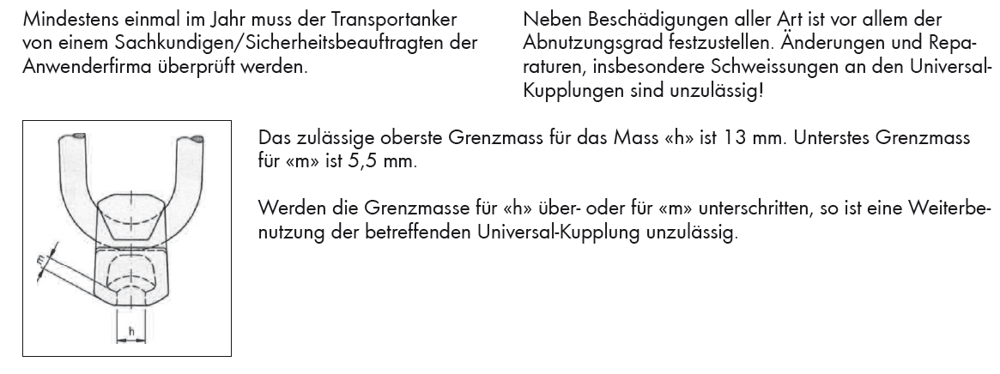 Mindestens einmal im Jahr muss der Transportanker
von einem Sachkundigen/Sicherheitsbeauftragten der
Anwenderfirma überprüft werden.
Neben Beschädigungen aller Art ist vor allem der
Abnutzungsgrad festzustellen. Änderungen und Repa-
raturen, insbesondere Schweissungen an den Universal-
Kupplungen sind unzulässig!
Das zulässige oberste Grenzmass für das Mass «h» ist 13 mm. Unterstes Grenzmass
für «m» ist 5,5 mm.
Werden die Grenzmasse für «h» über- oder für «m» unterschritten, so ist eine Weiterbe-
nutzung der betreffenden Universal-Kupplung unzulässig.
m
h